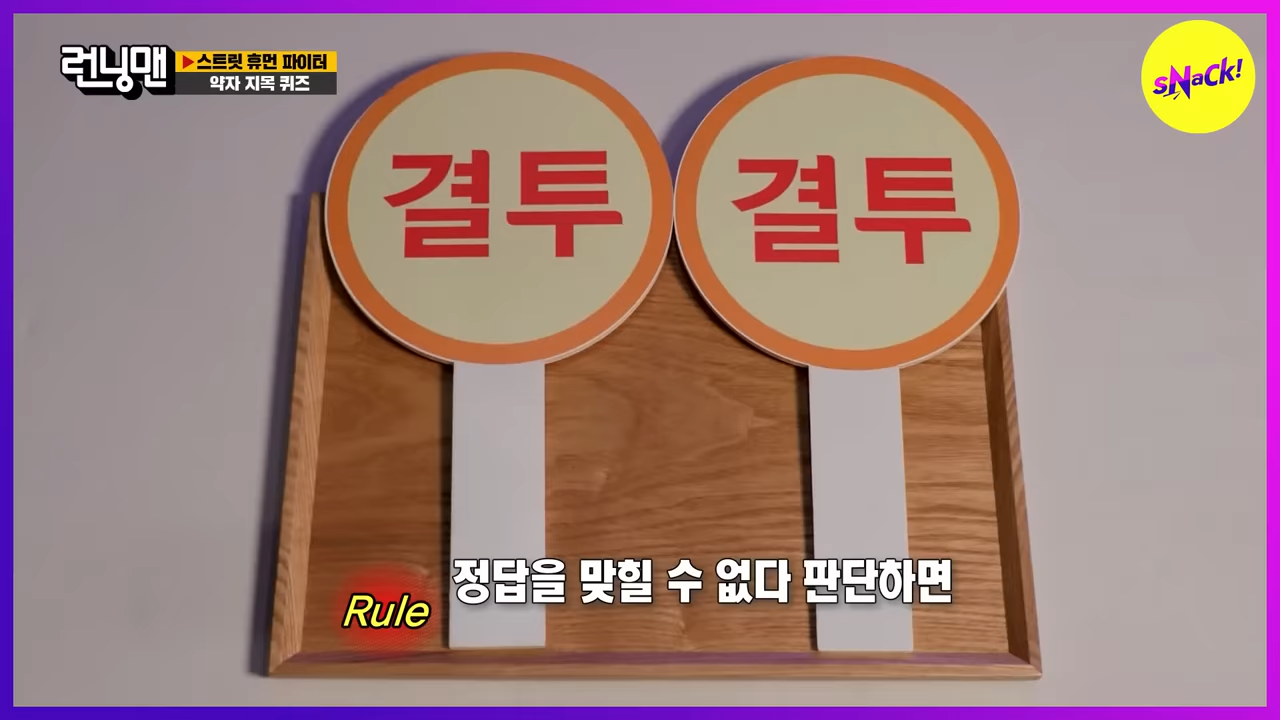 런닝맨
▶스트릿 휴먼 파이터
약자 지목 퀴즈
sNaCK!
결투
결투
Rule
정답을 맞힐 수 없다 판단하면